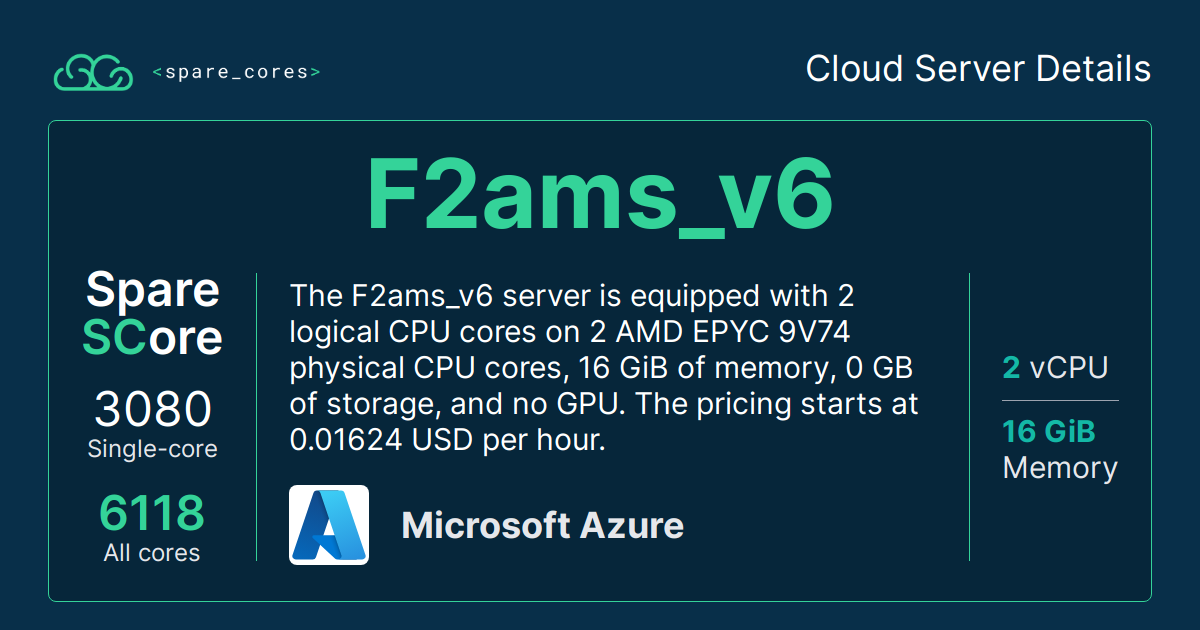 <spare_cores>
Cloud Server Details
F2ams_v6
Spare
SCore
3080
Single-core
6118
All cores
The F2ams_v6 server is equipped with 2
logical CPU cores on 2 AMD EPYC 9V74
physical CPU cores, 16 GiB of memory, 0 GB
of storage, and no GPU. The pricing starts at
0.01624 USD per hour.
Microsoft Azure
2 vCPU
16 GiB
Memory